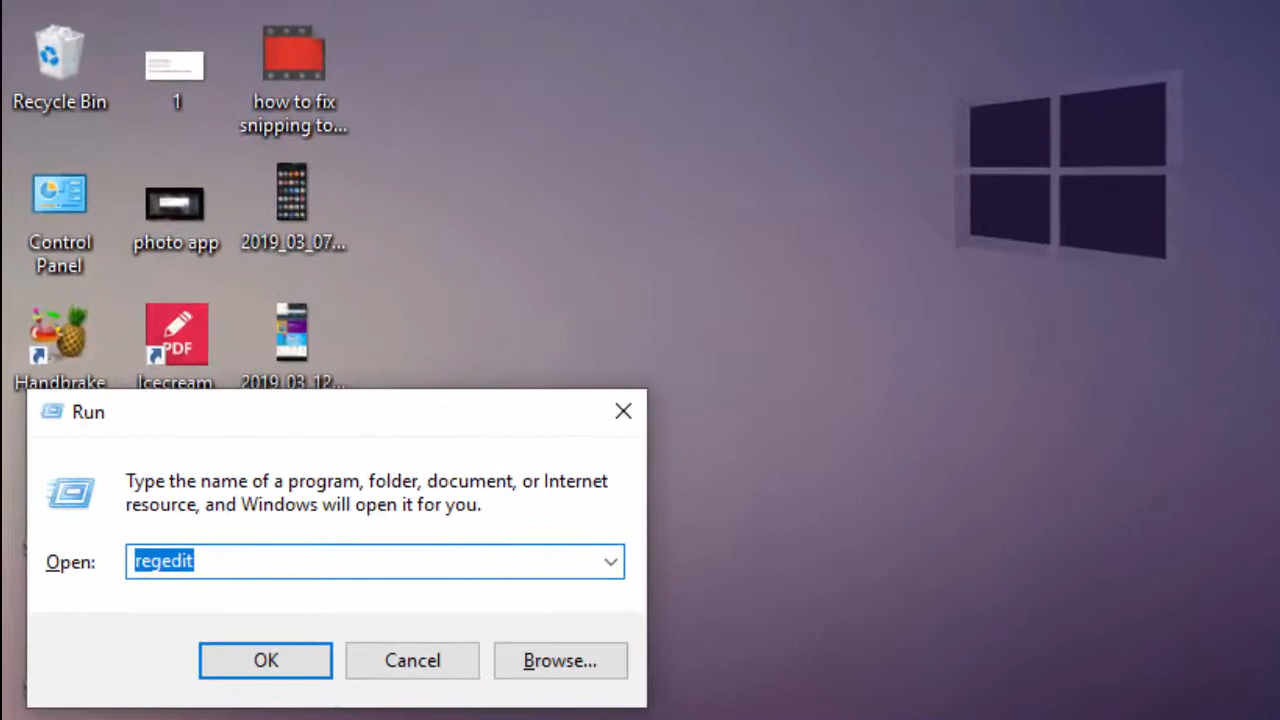 Recycle Bin
1
how to fix
snipping to...
Control
Panel
photo app
2019_03_07...
PDF
Handbrake
Icecream
2019_03_12...
Run
Type the name of a program, folder, document, or Internet
resource, and Windows will open it for you.
Open:
regedit
OK
Cancel
Browse...